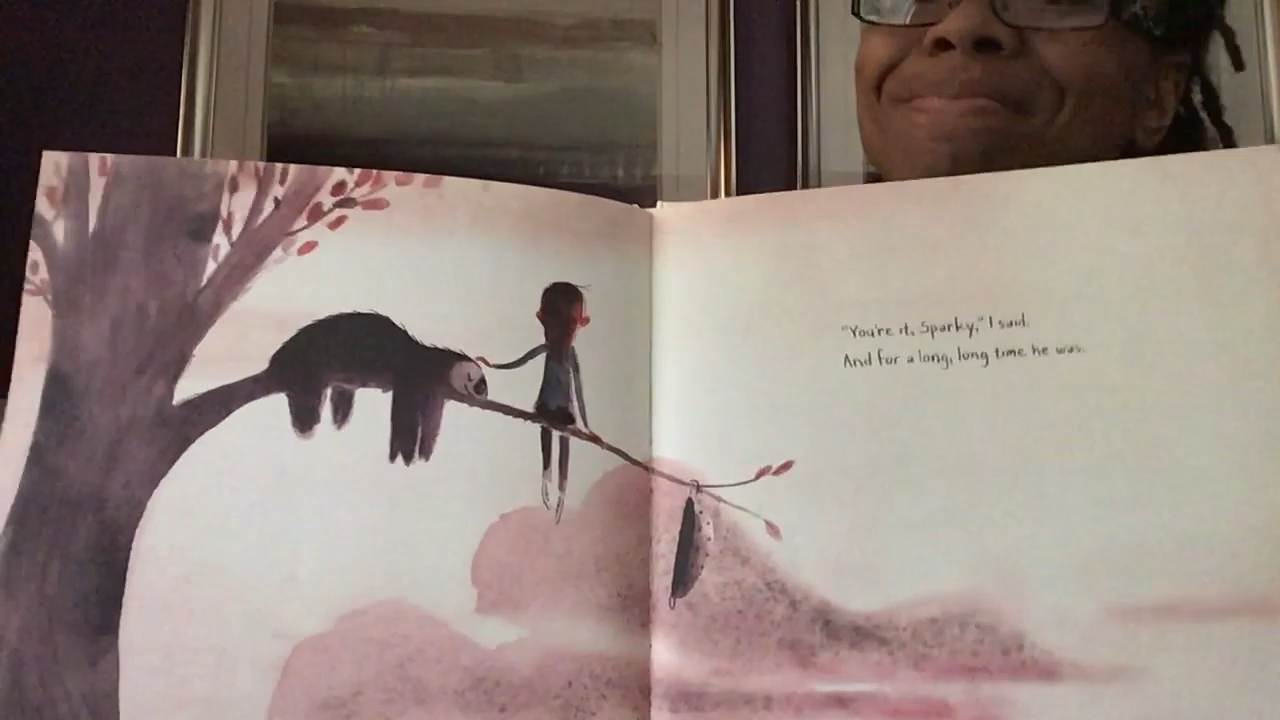 "You're it, Sparky," I said.
And for a long, long time he was.